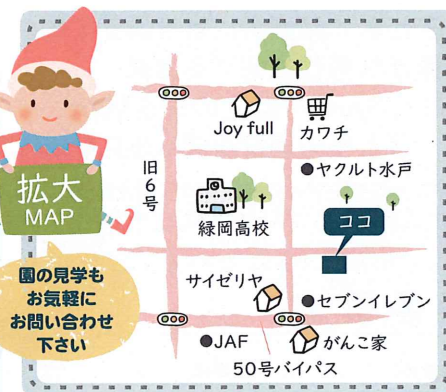 Joy full
カワチ
旧6号
ヤクルト水戸
拡大
MAP
緑岡高校
ココ
園の見学も
お気軽に
お問い合わせ
下さい
サイゼリヤ
セブンイレブン
JAF
がんこ家
50号バイパス